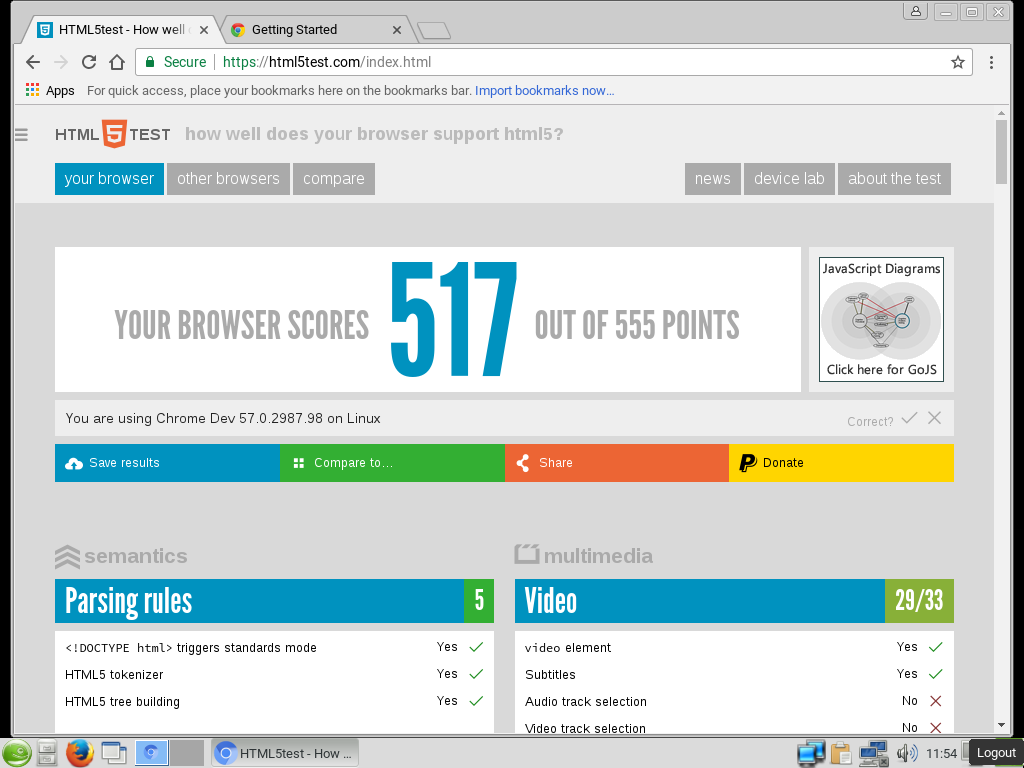 HTML5test - How well
Getting Started
Secure https://html5test.com/index.html
Apps For quick access, place your bookmarks here on the bookmarks bar. Import bookmarks now...
HTML 5 TEST how well does your browser support html5?
your browser other browsers compare news device lab about the test
YOUR BROWSER SCORES 517 OUT OF 555 POINTS
JavaScript Diagrams
Click here for GoJS
You are using Chrome Dev 57.0.2987.98 on Linux
Correct?
Save results Compare to... Share Donate
semantics
Parsing rules 5
<!DOCTYPE html> triggers standards mode Yes
HTML5 tokenizer Yes
HTML5 tree building Yes
multimedia
Video 29/33
video element Yes
Subtitles Yes
Audio track selection No
Video track selection No
HTML5test - How ...
11:54
Logout